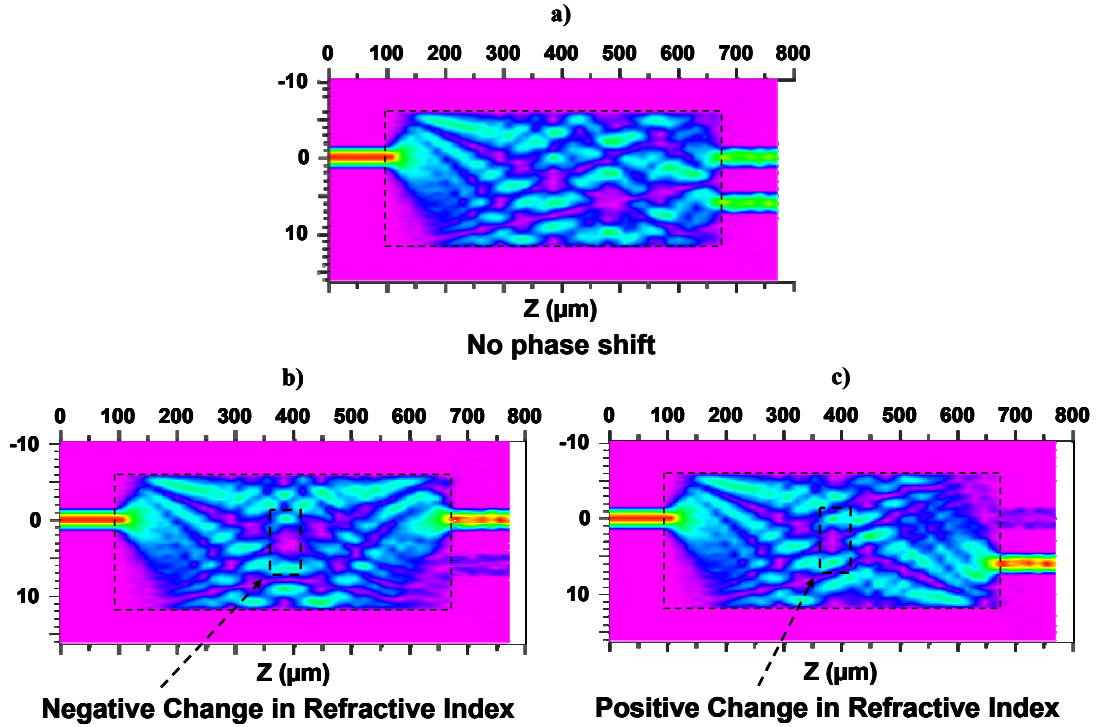 a)
0 100 200 300 400 500 600 700 800
-10
0
10
Z (µm)
No phase shift
b)
0 100 200 300 400 500 600 700 800
-10
0
10
Z (µm)
Negative Change in Refractive Index
c)
0 100 200 300 400 500 600 700 800
-10
0
10
Z (µm)
Positive Change in Refractive Index